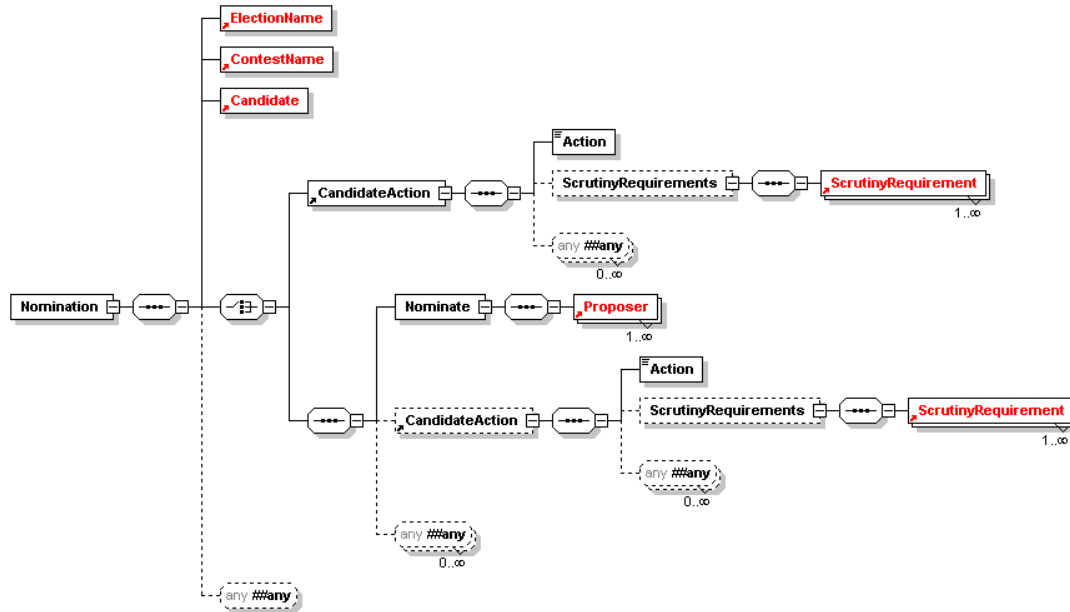 ElectionName
ContestName
Candidate
Action
CandidateAction
ScrutinyRequirements
ScrutinyRequirement
1..∞
any ##any
0..∞
Nomination
Nominate
Proposer
1..∞
Action
CandidateAction
ScrutinyRequirements
ScrutinyRequirement
1..∞
any ##any
0..∞
any ##any
0..∞
any ##any